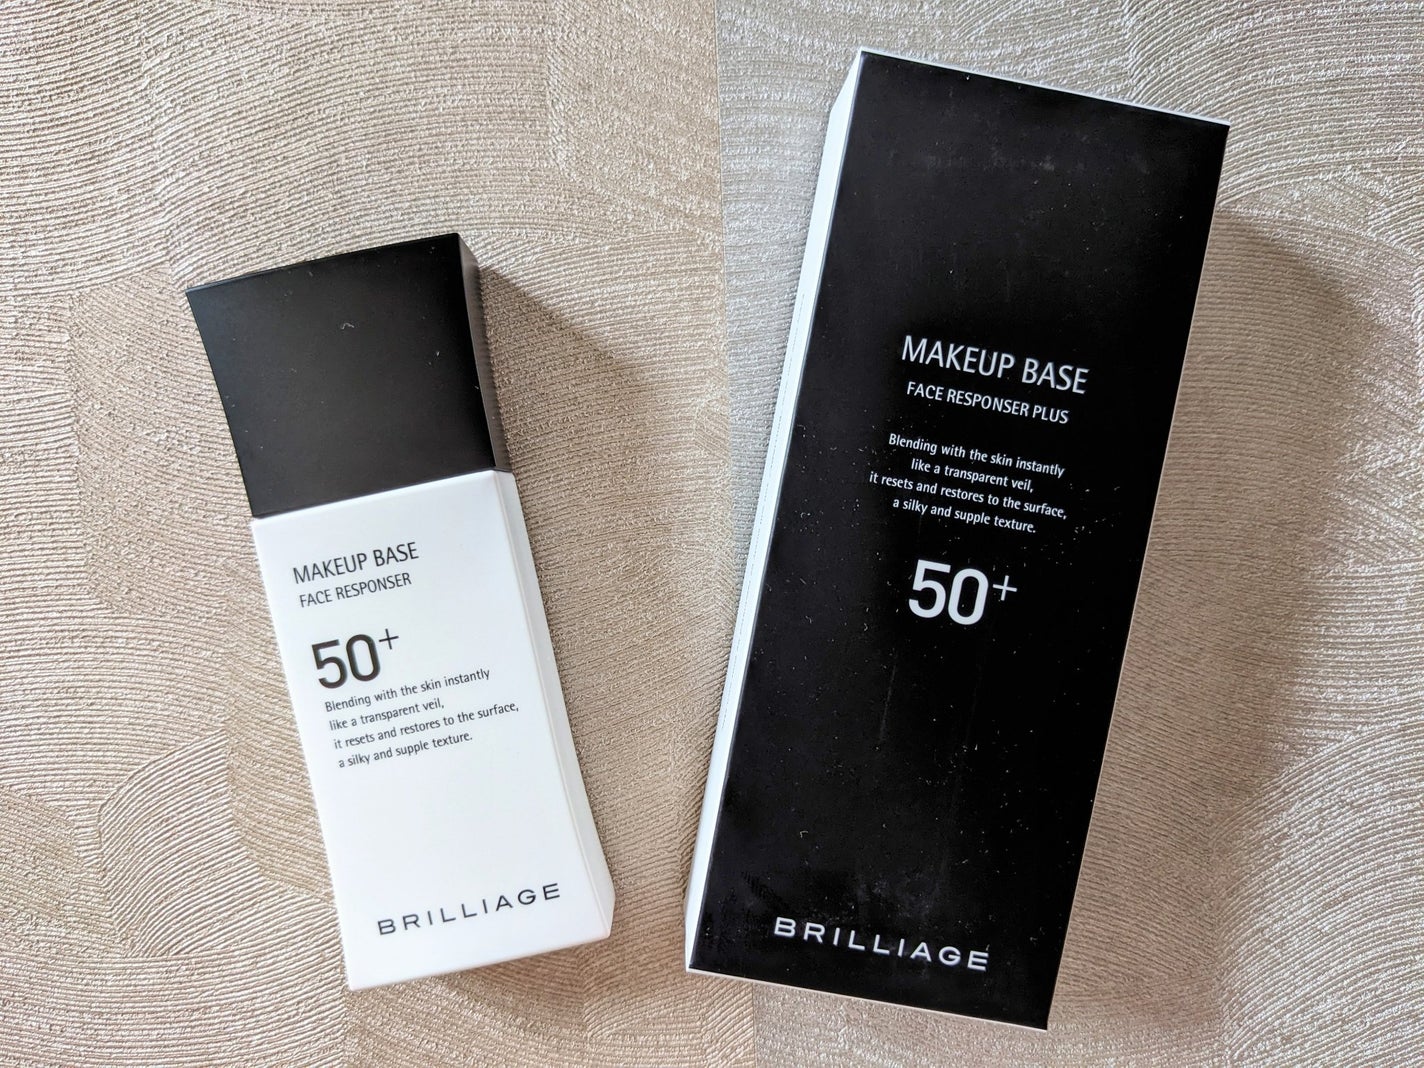 MAKEUP BASE
FACE RESPONSER
50+
Blending with the skin instantly
like a transparent veil,
it resets and restores to the surface,
a silky and supple texture.
BRILLIAGE
MAKEUP BASE
FACE RESPONSER PLUS
Blending with the skin instantly
like a transparent veil,
it resets and restores to the surface,
a silky and supple texture.
50+
BRILLIAGE